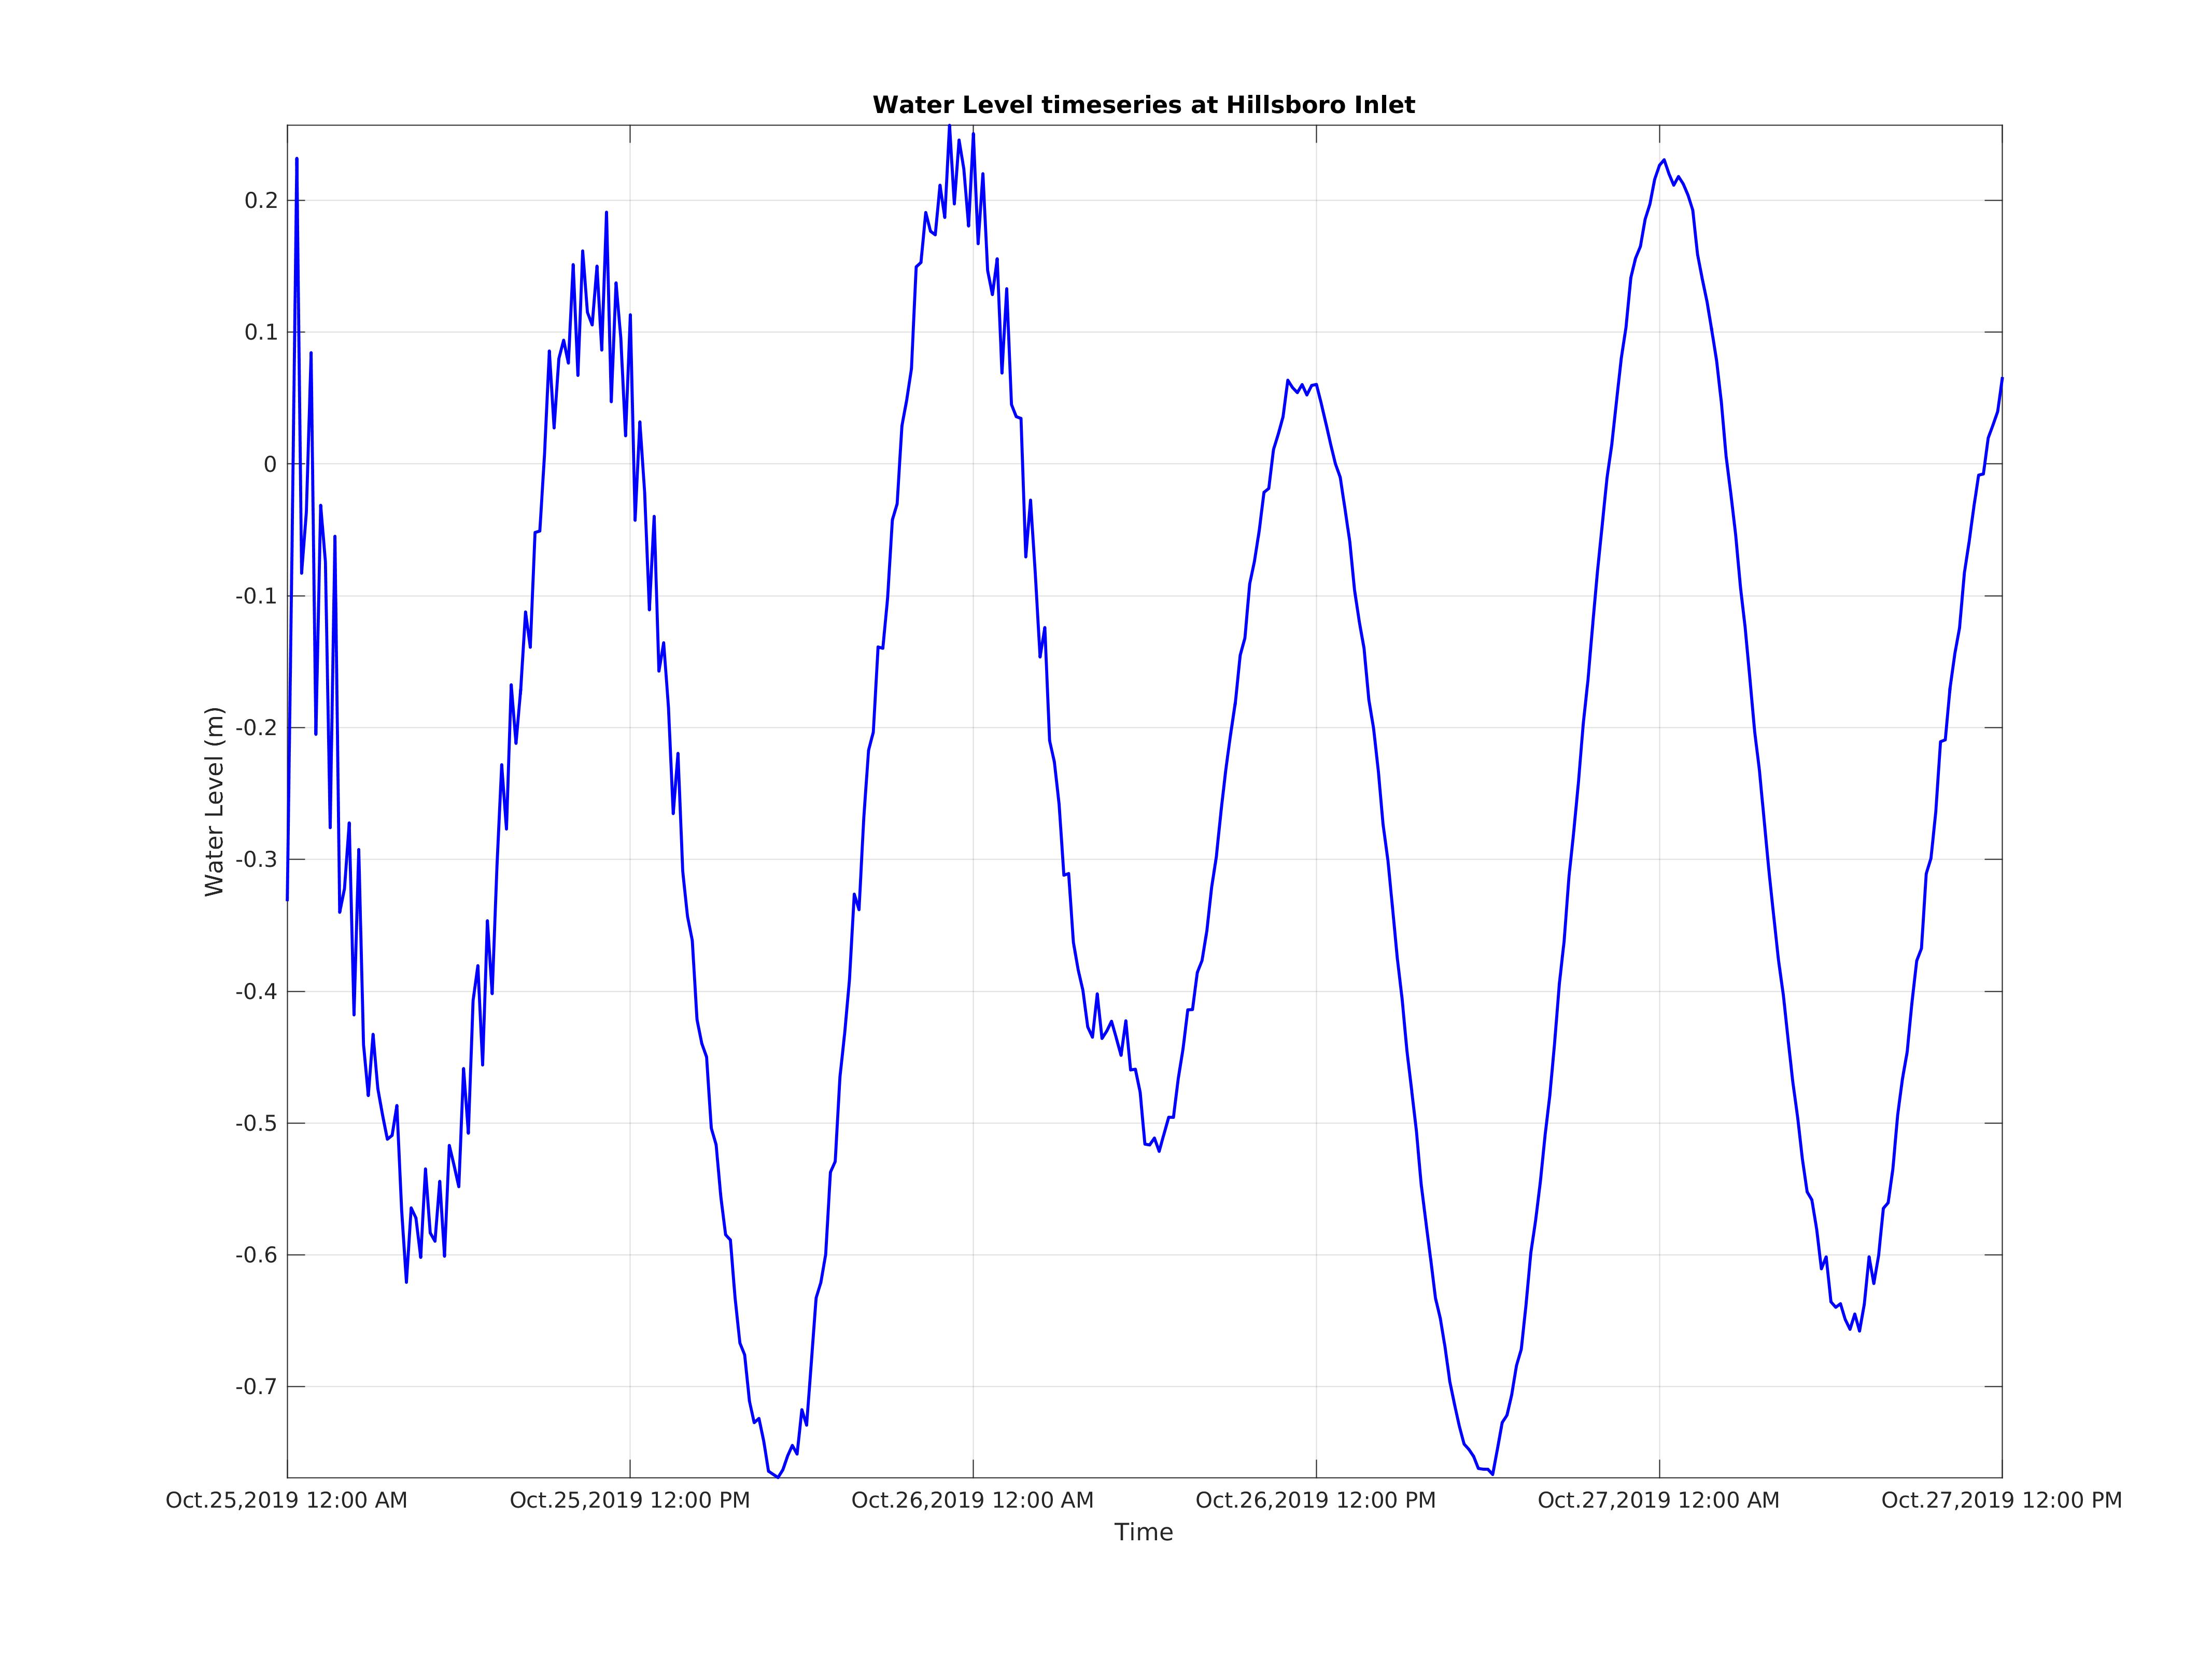 Water Level timeseries at Hillsboro Inlet
0.2
0.1
0
-0.1
-0.2
-0.3
-0.4
-0.5
-0.6
-0.7
Water Level (m)
Oct.25,2019 12:00 AM
Oct.25,2019 12:00 PM
Oct.26,2019 12:00 AM
Oct.26,2019 12:00 PM
Oct.27,2019 12:00 AM
Oct.27,2019 12:00 PM
Time